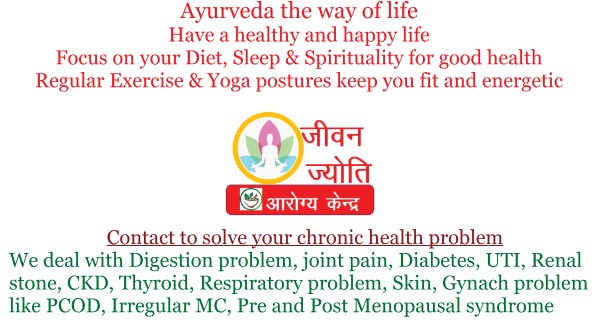 Ayurveda the way of life
Have a healthy and happy life
Focus on your Diet, Sleep & Spirituality for good health
Regular Exercise & Yoga postures keep you fit and energetic
जीवन
ज्योति
आरोग्य केन्द्र
Contact to solve your chronic health problem
We deal with Digestion problem, joint pain, Diabetes, UTI, Renal
stone, CKD, Thyroid, Respiratory problem, Skin, Gynach problem
like PCOD, Irregular MC, Pre and Post Menopausal syndrome